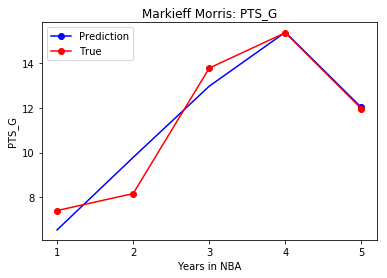 Markieff Morris: PTS_G
Prediction
True
PTS_G
14
12
10
8
1 2 3 4 5
Years in NBA